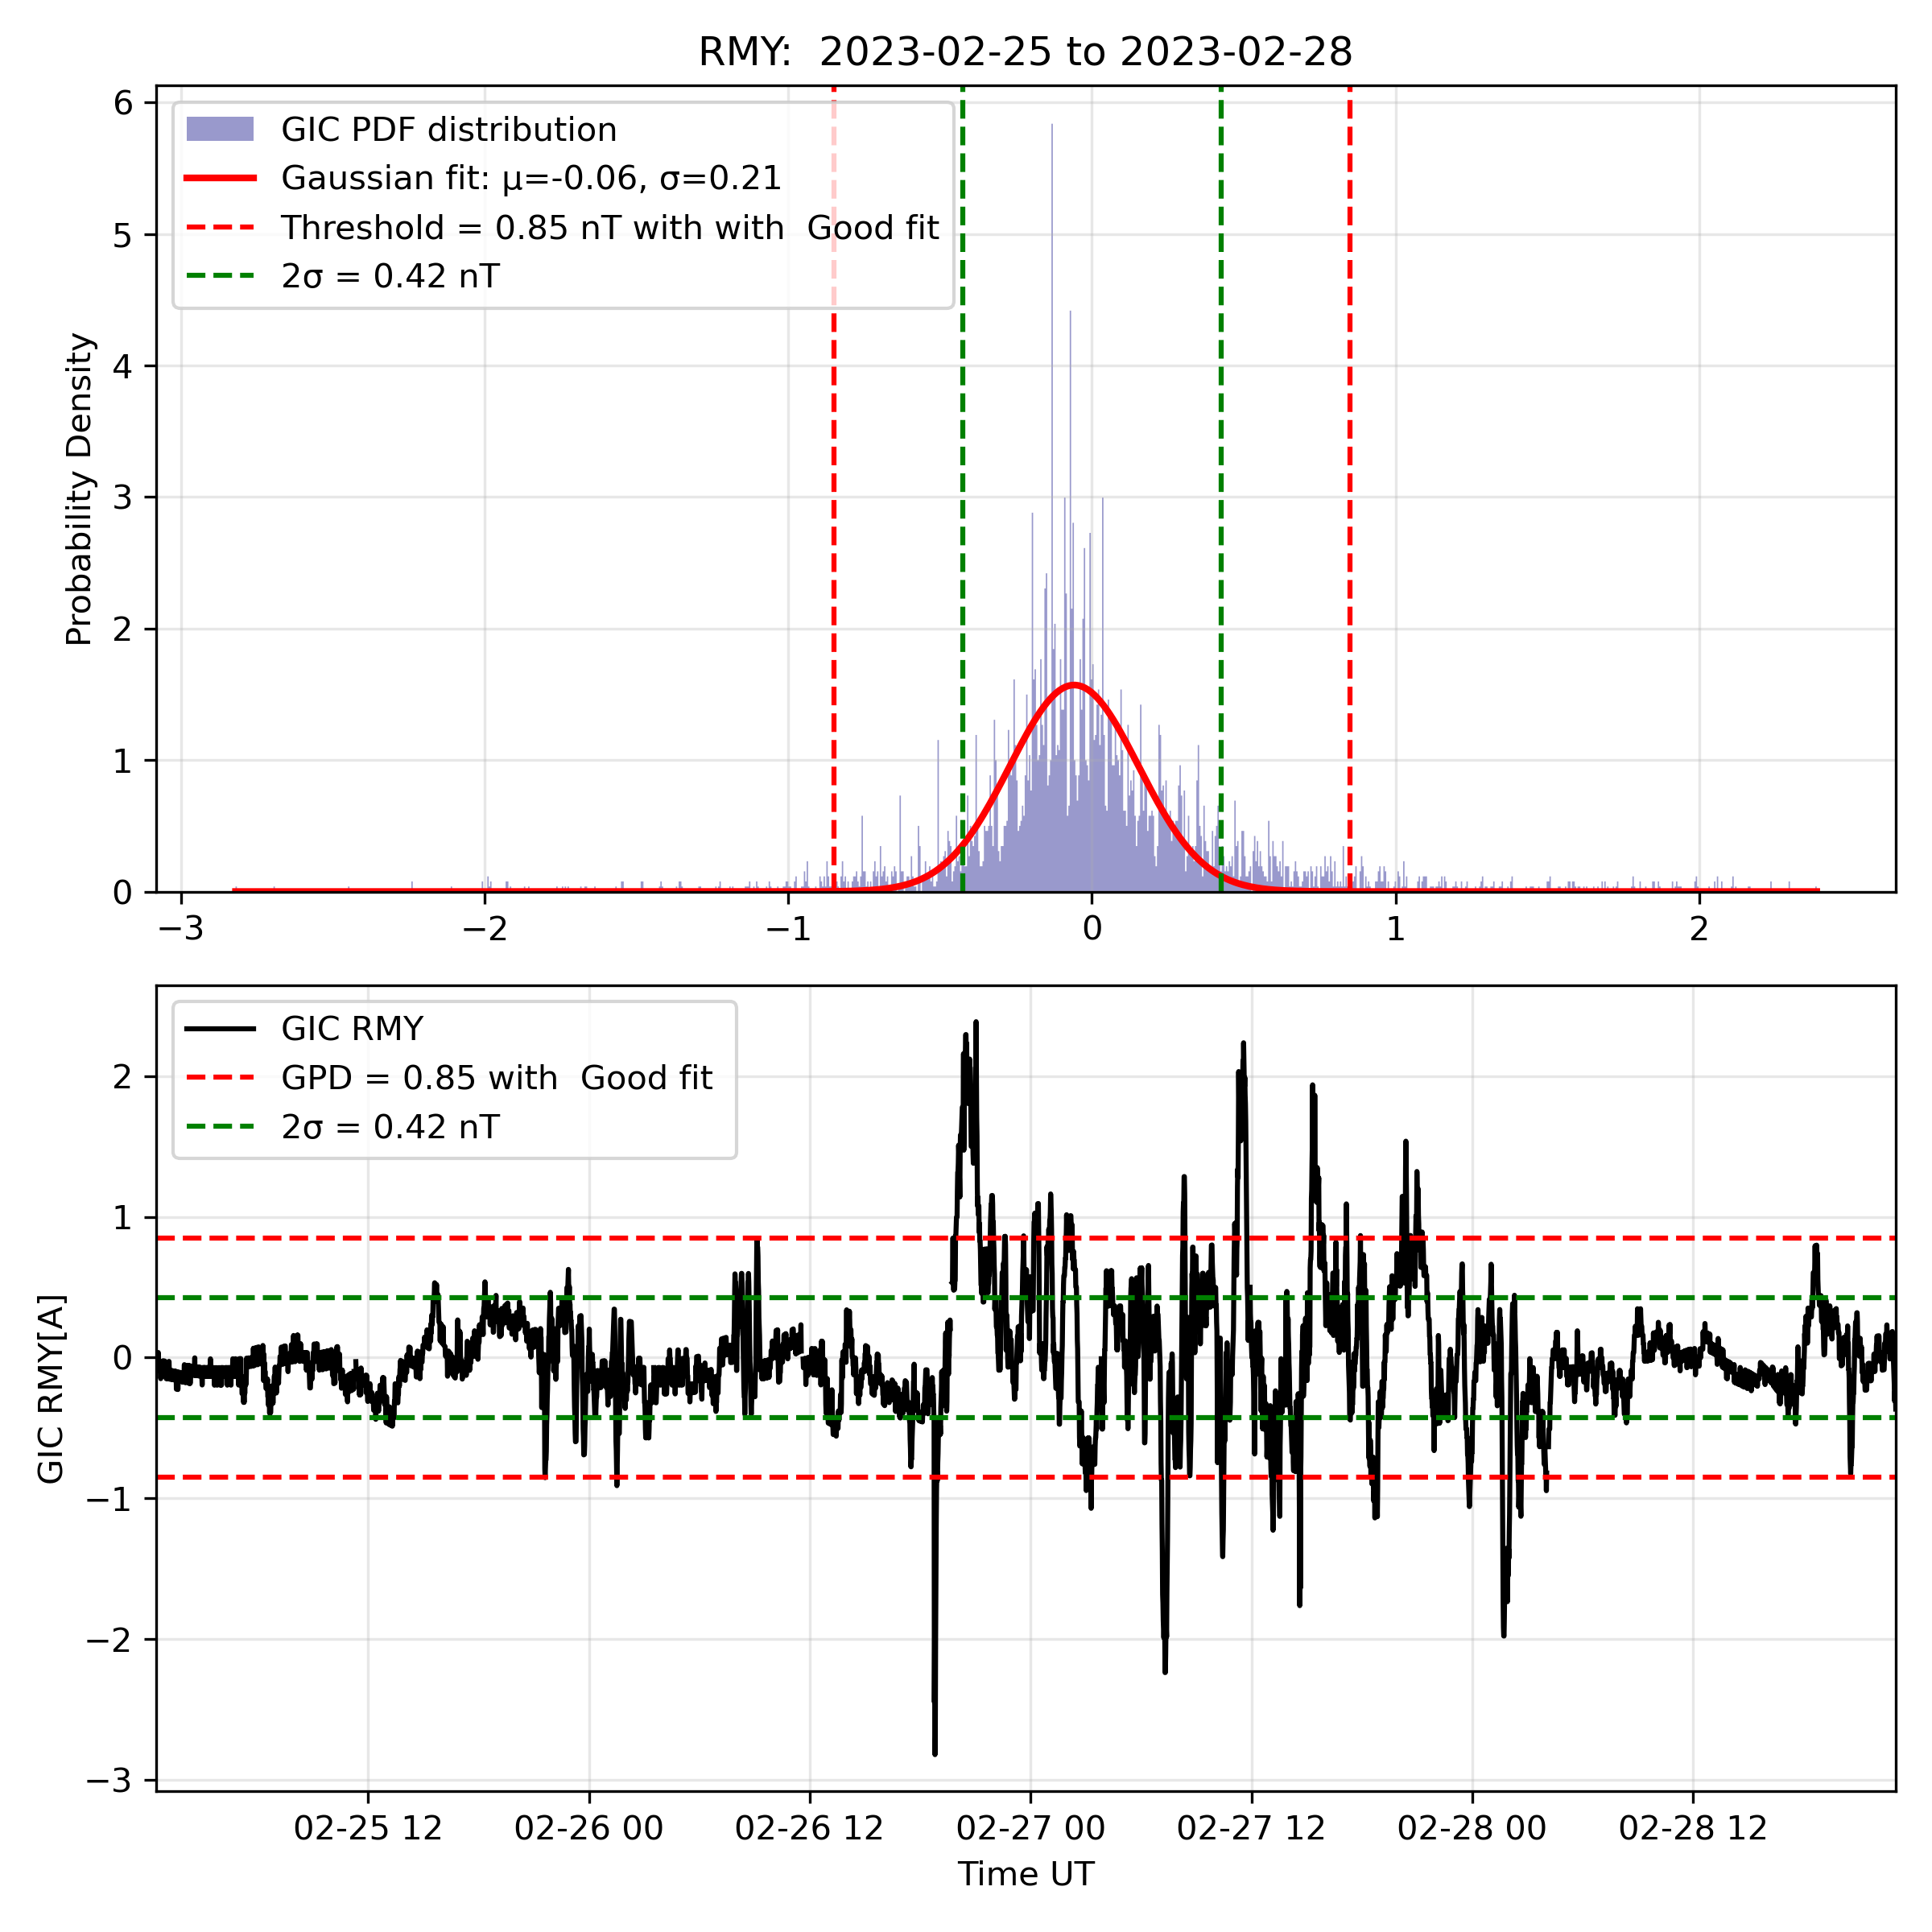 RMY:  2023-02-25 to 2023-02-28
6
5
4
3
2
1
0
Probability Density
GIC PDF distribution
Gaussian fit: μ=-0.06, σ=0.21
Threshold = 0.85 nT with with  Good fit
2σ = 0.42 nT
−3 −2 −1 0 1 2
GIC RMY[A]
2
1
0
−1
−2
−3
GIC RMY
GPD = 0.85 with  Good fit
2σ = 0.42 nT
02-25 12 02-26 00 02-26 12 02-27 00 02-27 12 02-28 00 02-28 12
Time UT